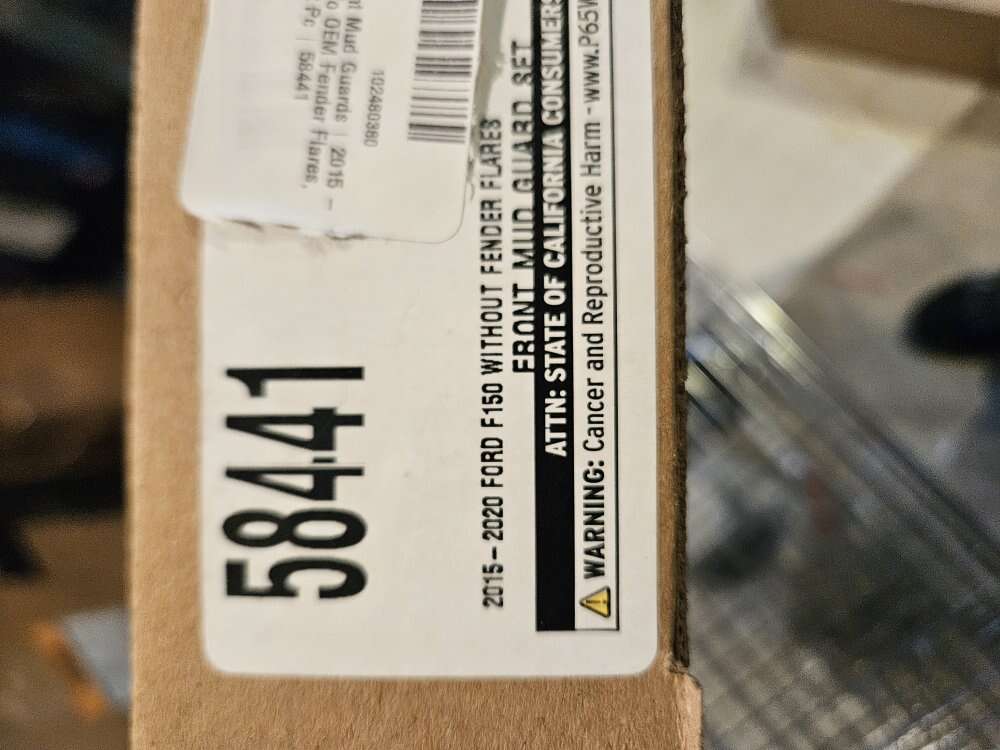 Mud Guards | 2015 –
OEM Fender Flares,
Pc | 58441
102480380
58441
2015–2020 FORD F150 WITHOUT FENDER FLARES
FRONT MUD GUARD SET
ATTN: STATE OF CALIFORNIA CONSUMERS
WARNING: Cancer and Reproductive Harm - www.P65W